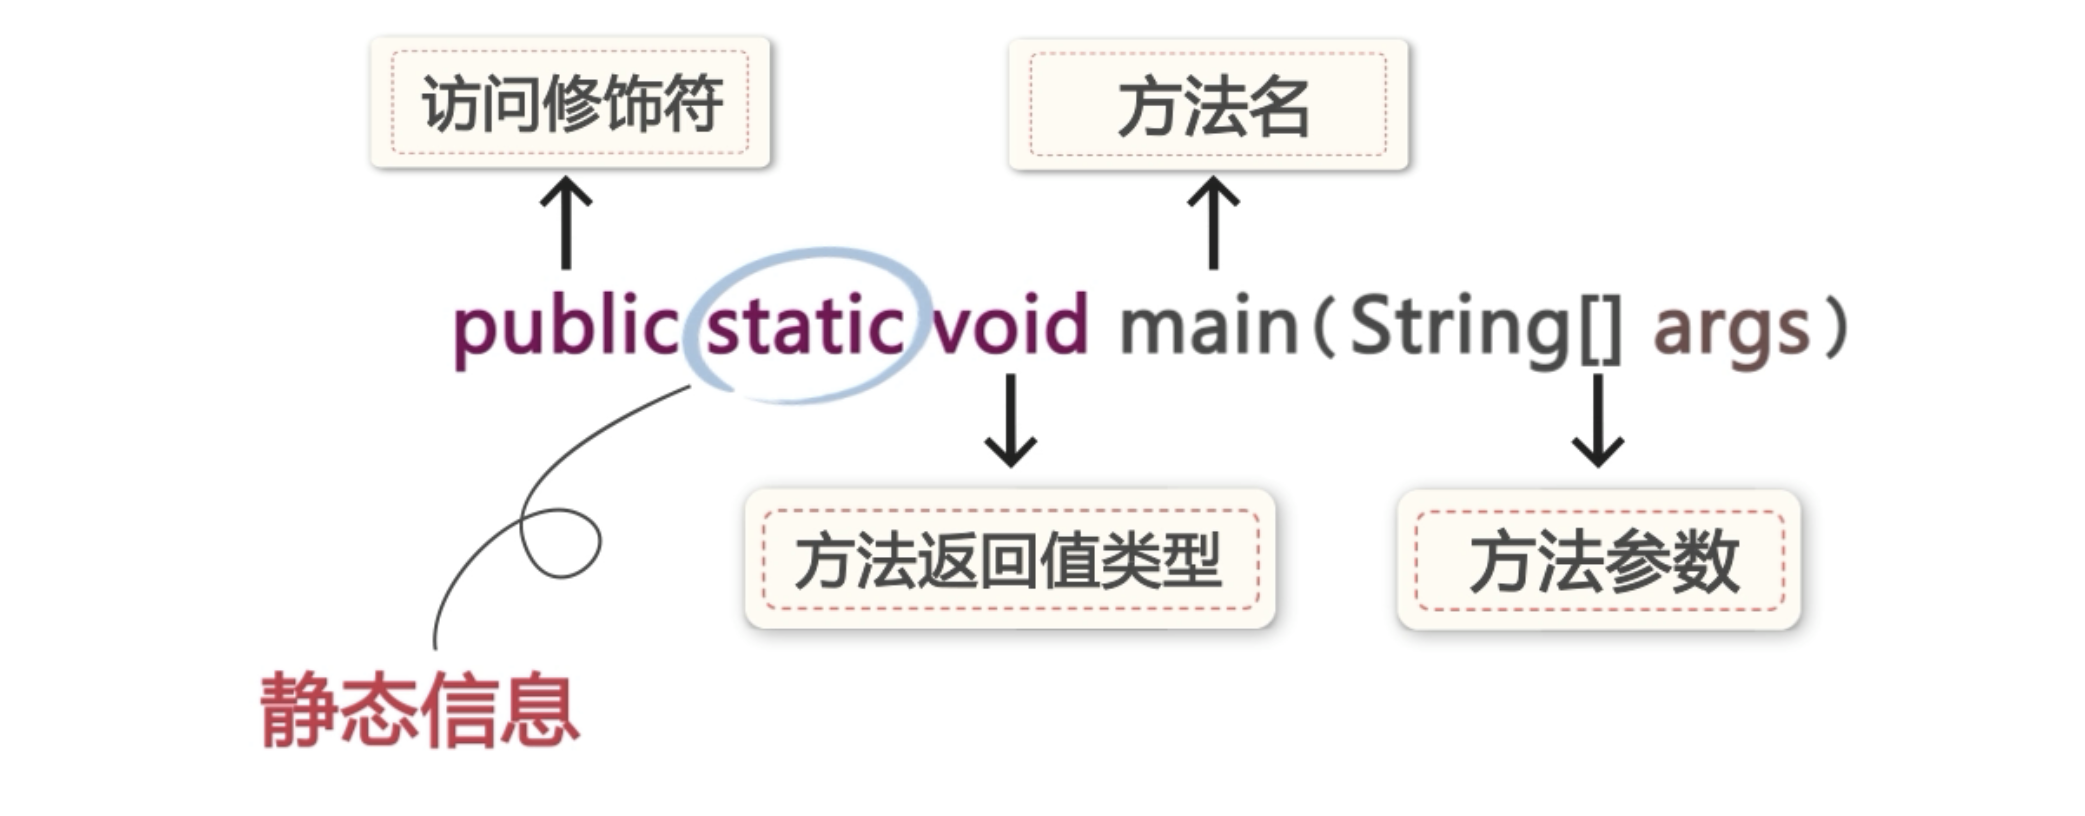 访问修饰符
方法名
public static void main(String[] args)
方法返回值类型
方法参数
静态信息